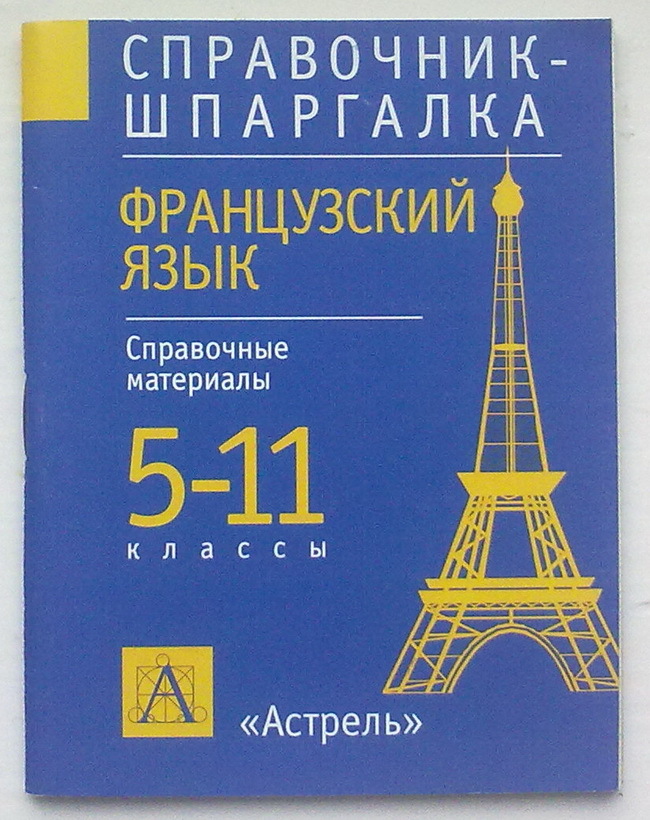 СПРАВОЧНИК-
ШПАРГАЛКА
ФРАНЦУЗСКИЙ
ЯЗЫК
Справочные
материалы
5-11
классы
А
«Астрель»